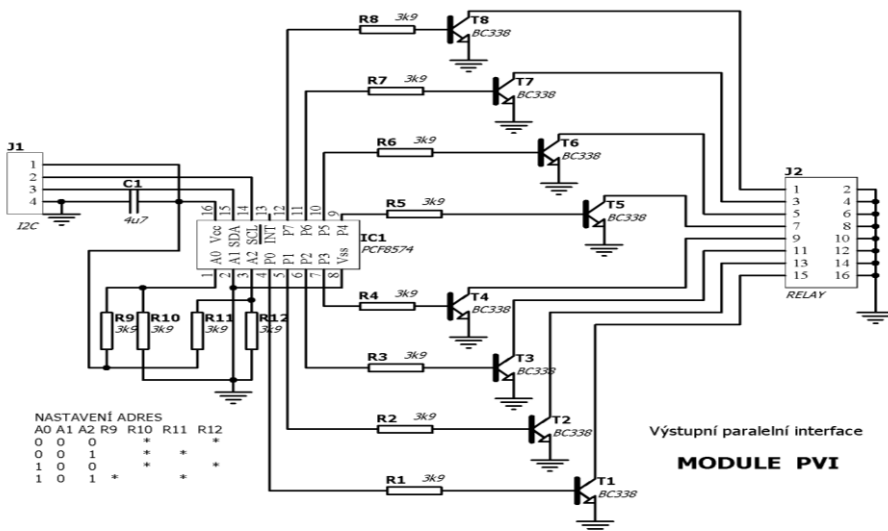 R8 3k9 T8
BC338
R7 3k9 T7
BC338
R6 3k9 T6
BC338
J1
1
2
3
4
I2C
C1
4u7
R5 3k9 T5
BC338
J2
1 2
3 4
5 6
7 8
9 10
11 12
13 14
15 16
RELAY
16 15 14 13 12 11 10 9
Vcc SDA SCL INT P7 P6 P5 P4
IC1
PCF8574
A0 A1 A2 P0 P1 P2 P3 Vss
1 2 3 4 5 6 7 8
R9 R10 R11 R12
3k9 3k9 3k9 3k9
R4 3k9 T4
BC338
R3 3k9 T3
BC338
R2 3k9 T2
BC338
R1 3k9 T1
BC338
NASTAVENÍ ADRES
A0 A1 A2 R9 R10 R11 R12
0 0 0 * *
0 0 1 * *
1 0 0 * *
1 0 1 * *
Výstupní paralelní interface
MODULE PVI